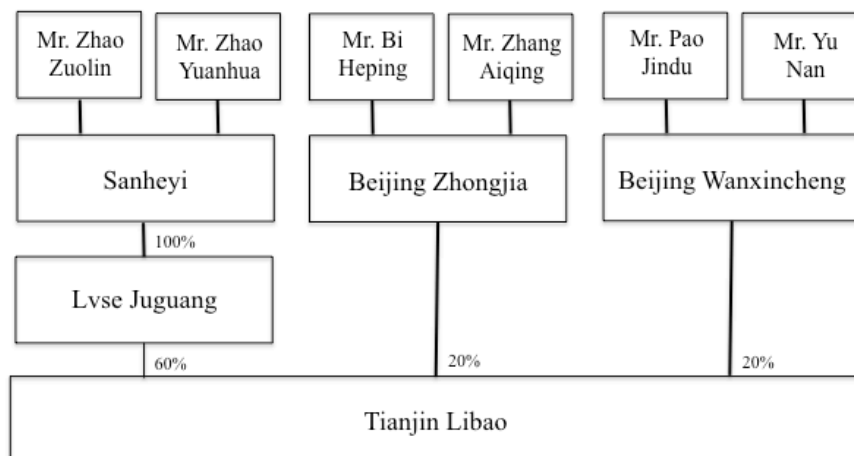 Mr. Zhao
Zuolin
Mr. Zhao
Yuanhua
Mr. Bi
Heping
Mr. Zhang
Aiqing
Mr. Pao
Jindu
Mr. Yu
Nan
Sanheyi
Beijing Zhongjia
Beijing Wanxincheng
100%
Lvse Juguang
60%
20%
20%
Tianjin Libao